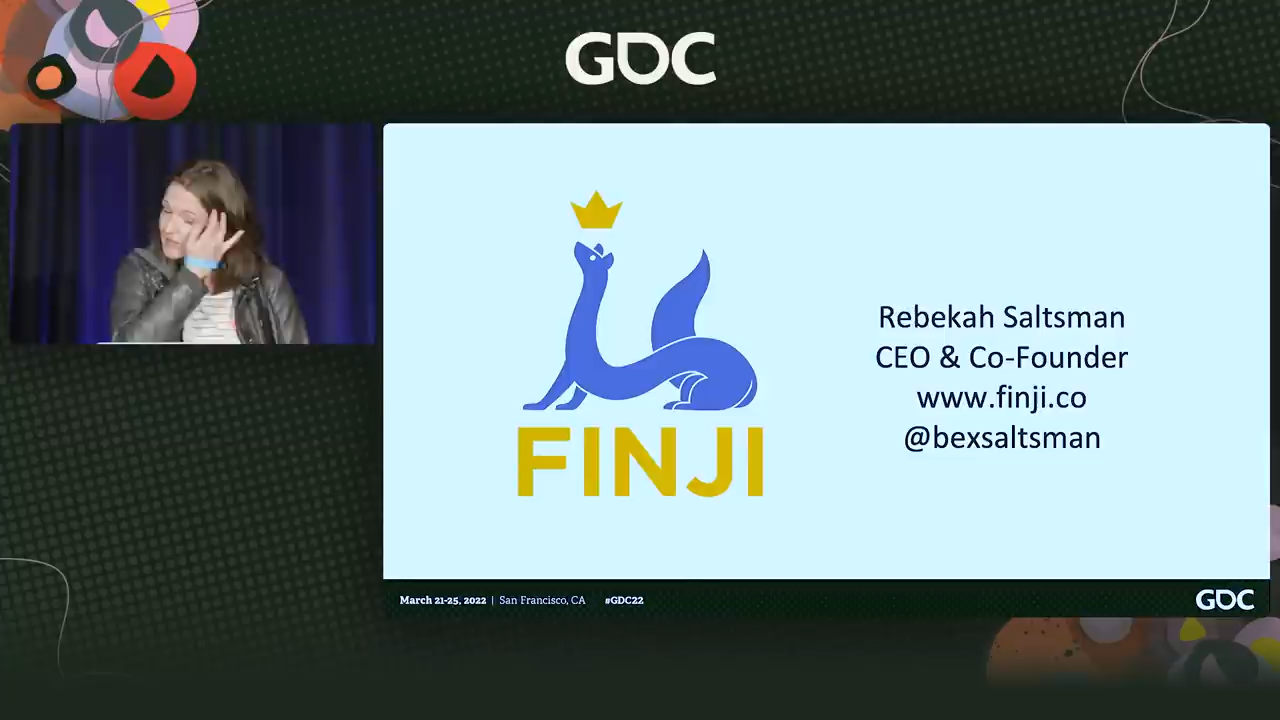 GDC
FINJI
Rebekah Saltsman
CEO & Co-Founder
www.finji.co
@bexsaltsman
March 21-25, 2022 | San Francisco, CA #GDC22
GDC